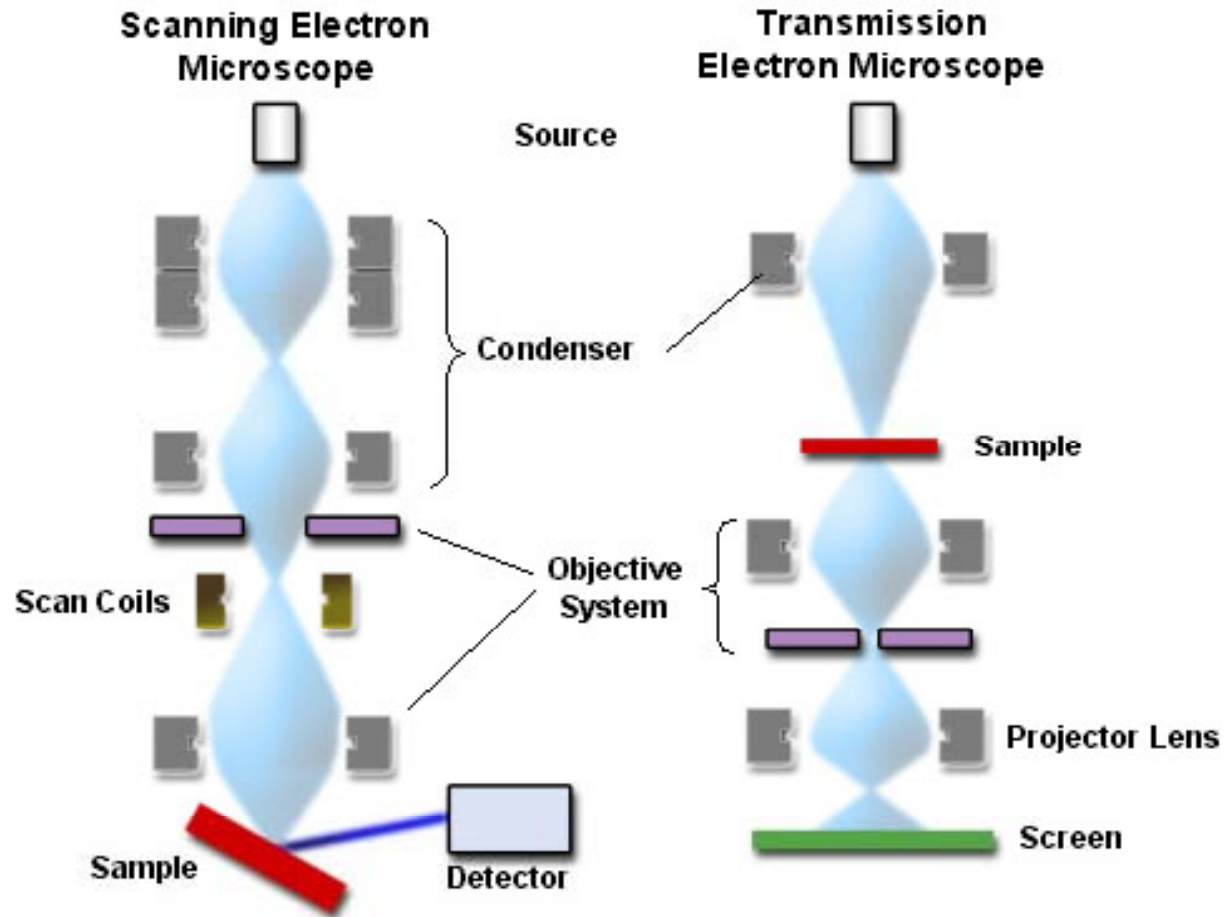 Scanning Electron
Microscope
Transmission
Electron Microscope
Source
Condenser
Sample
Objective
System
Scan Coils
Projector Lens
Screen
Sample
Detector